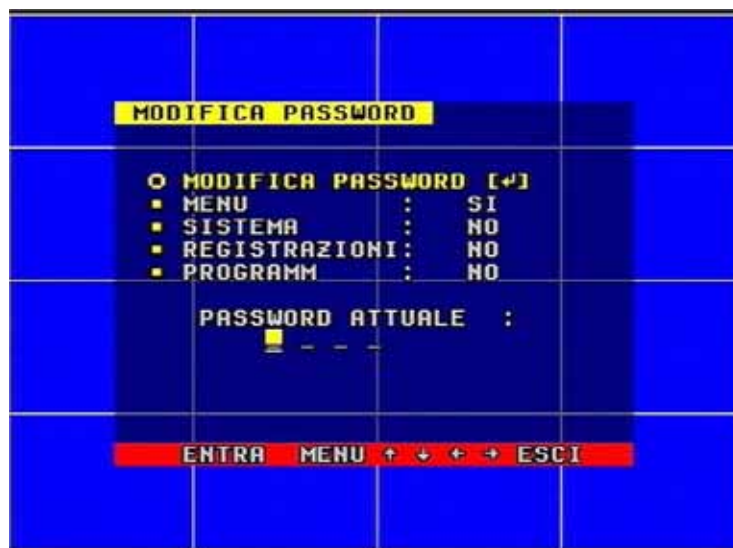 MODIFICA PASSWORD
MODIFICA PASSWORD [↵]
MENU : SI
SISTEMA : NO
REGISTRAZIONI: NO
PROGRAMM : NO
PASSWORD ATTUALE :
_ _ _ _
ENTRA MENU ↑ ↓ ← → ESCI